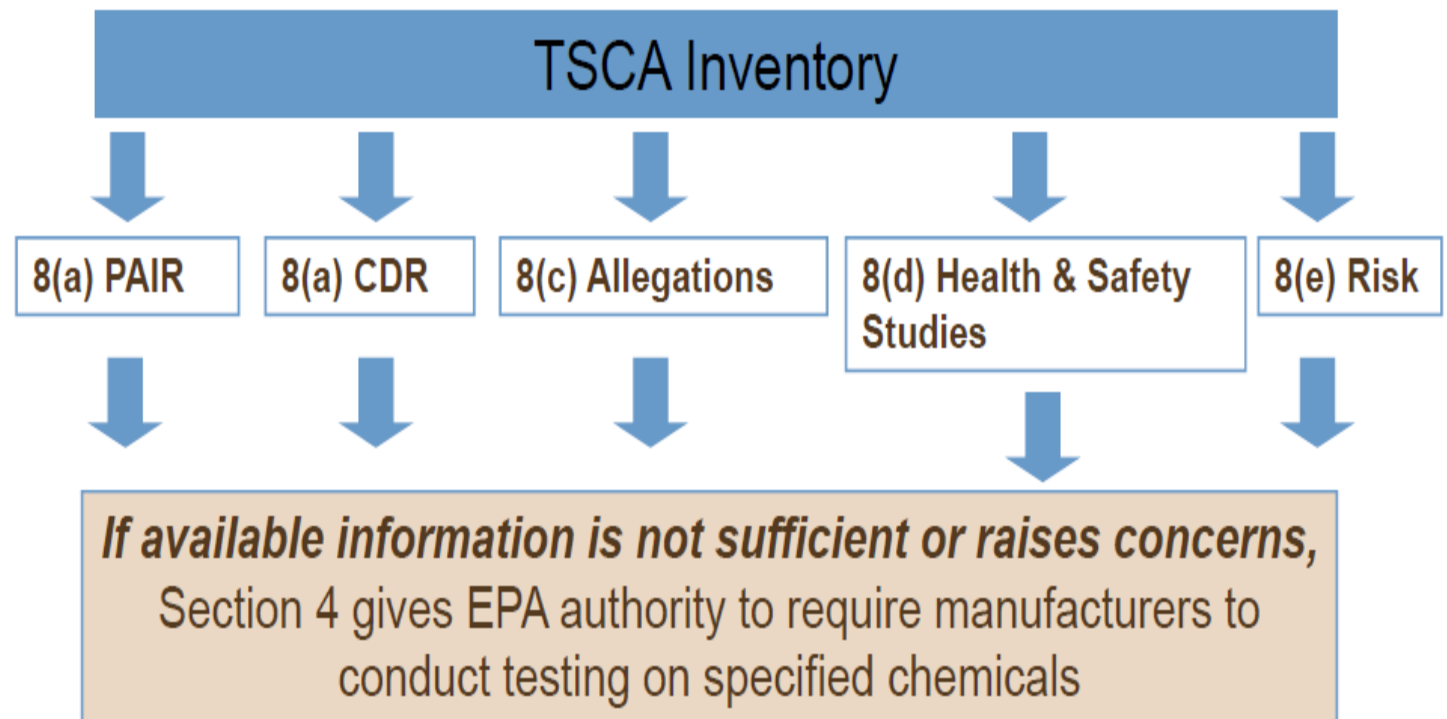 TSCA Inventory
8(a) PAIR
8(a) CDR
8(c) Allegations
8(d) Health & Safety
Studies
8(e) Risk
If available information is not sufficient or raises concerns,
Section 4 gives EPA authority to require manufacturers to
conduct testing on specified chemicals